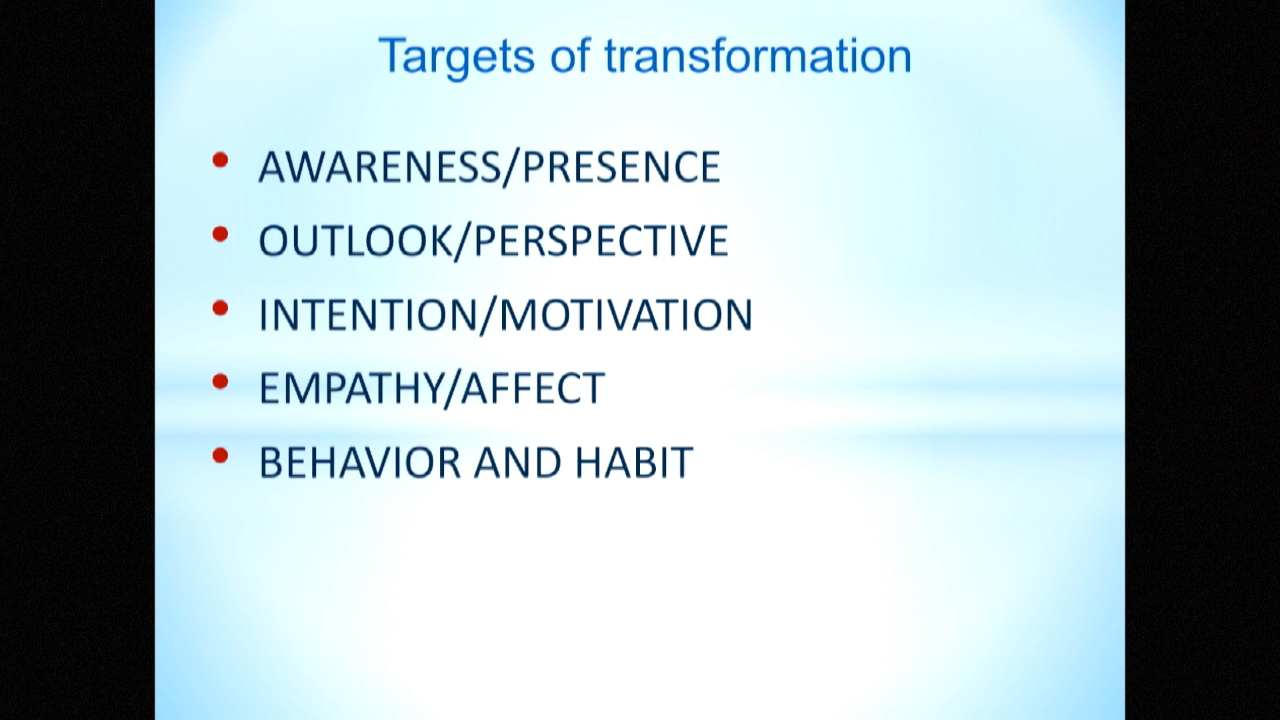 Targets of transformation
• AWARENESS/PRESENCE
• OUTLOOK/PERSPECTIVE
• INTENTION/MOTIVATION
• EMPATHY/AFFECT
• BEHAVIOR AND HABIT